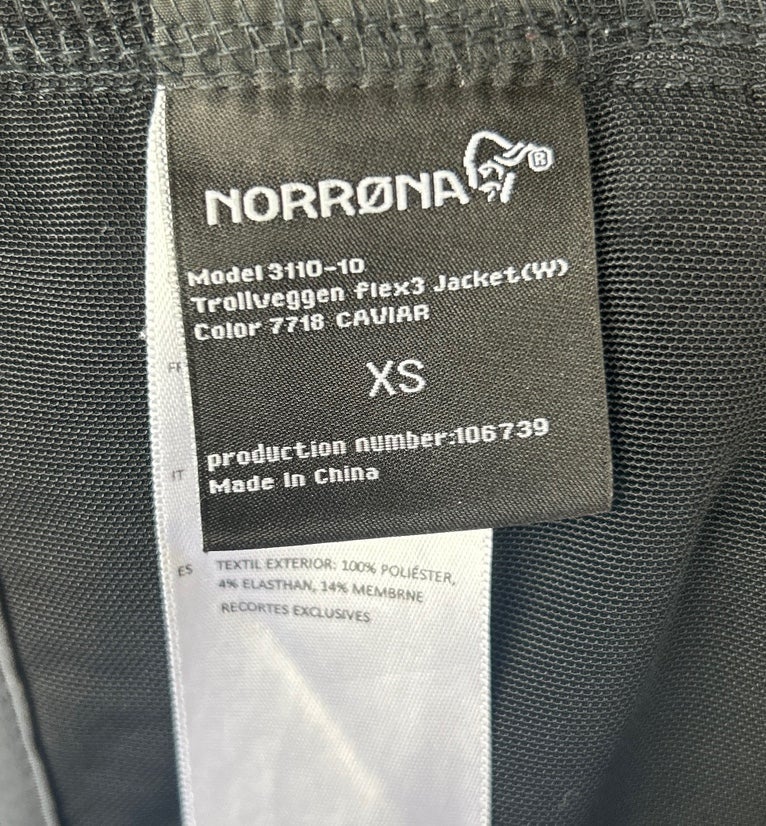 NORRØNA®
Model 3110-10
Trollveggen flex3 Jacket(W)
Color 7718 CAVIAR
XS
production number:106739
Made In China
IT
ES TEXTIL EXTERIOR: 100% POLIÉSTER,
4% ELASTHAN, 14% MEMBRNE
RECORTES EXCLUSIVES